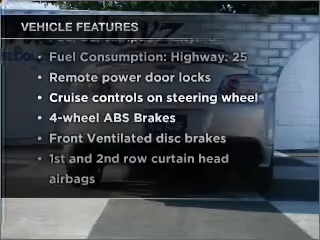 VEHICLE FEATURES
• Fuel Consumption: Highway: 25
• Remote power door locks
• Cruise controls on steering wheel
• 4-wheel ABS Brakes
• Front Ventilated disc brakes
• 1st and 2nd row curtain head
airbags